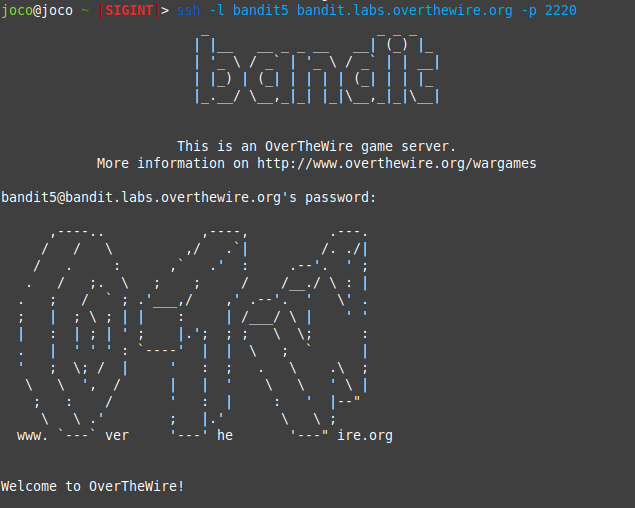 joco@joco ~ [SIGINT]> ssh -l bandit5 bandit.labs.overthewire.org -p 2220
bandit
This is an OverTheWire game server.
More information on http://www.overthewire.org/wargames
bandit5@bandit.labs.overthewire.org's password:
www. ver he ire.org
Welcome to OverTheWire!